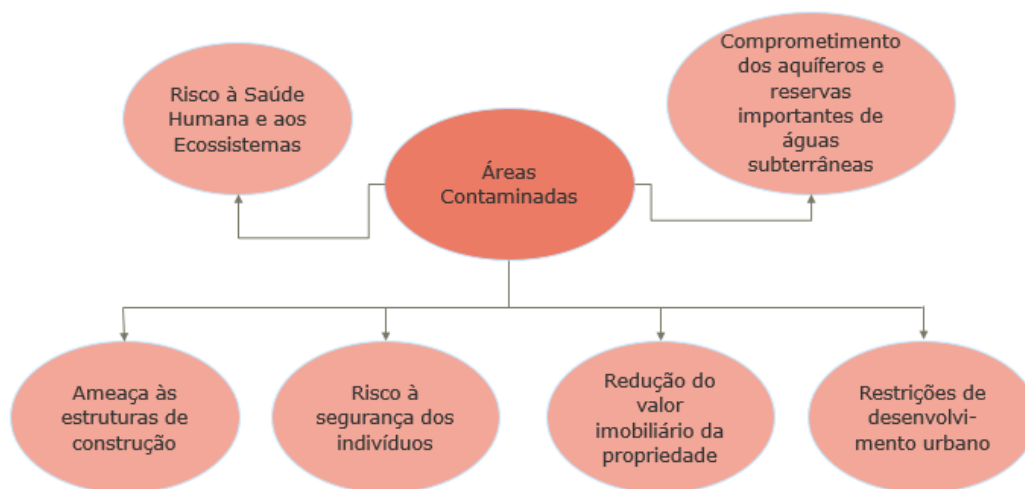 Risco à Saúde
Humana e aos
Ecossistemas
Comprometimento
dos aquíferos e
reservas
importantes de
águas
subterrâneas
Áreas
Contaminadas
Ameaça às
estruturas de
construção
Risco à
segurança dos
indivíduos
Redução do
valor
imobiliário da
propriedade
Restrições de
desenvolvi-
mento urbano